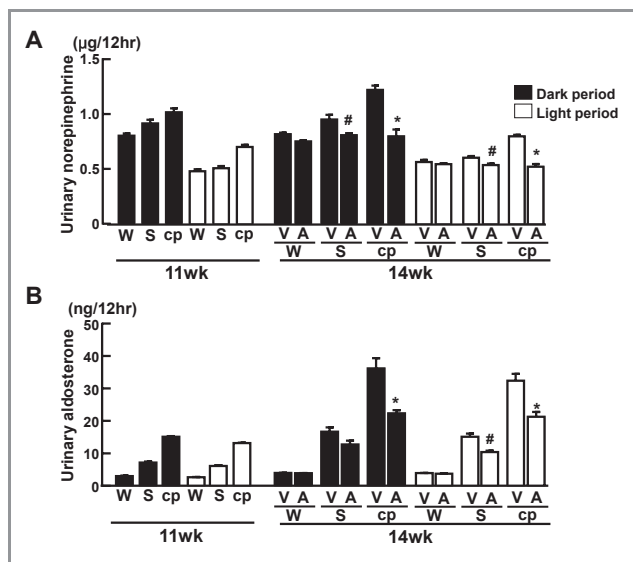 A
(μg/12hr)
Urinary norepinephrine
1.5
1.0
0.5
0
Dark period
Light period
# * # *
W S cp W S cp V A V A V A V A V A V A
W S cp W S cp
11wk 14wk
B
(ng/12hr)
Urinary aldosterone
50
40
30
20
10
0
* # *
W S cp W S cp V A V A V A V A V A V A
W S cp W S cp
11wk 14wk